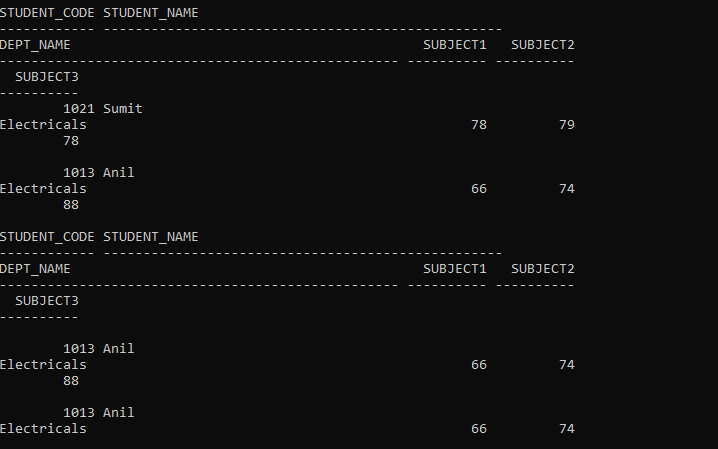 STUDENT_CODE STUDENT_NAME
------------ --------------------------------------------------
DEPT_NAME                                            SUBJECT1   SUBJECT2
-------------------------------------------------- ---------- ----------
  SUBJECT3
----------
        1021 Sumit
Electricals                                                78         79
        78

        1013 Anil
Electricals                                                66         74
        88

STUDENT_CODE STUDENT_NAME
------------ --------------------------------------------------
DEPT_NAME                                            SUBJECT1   SUBJECT2
-------------------------------------------------- ---------- ----------
  SUBJECT3
----------

        1013 Anil
Electricals                                                66         74
        88

        1013 Anil
Electricals                                                66         74